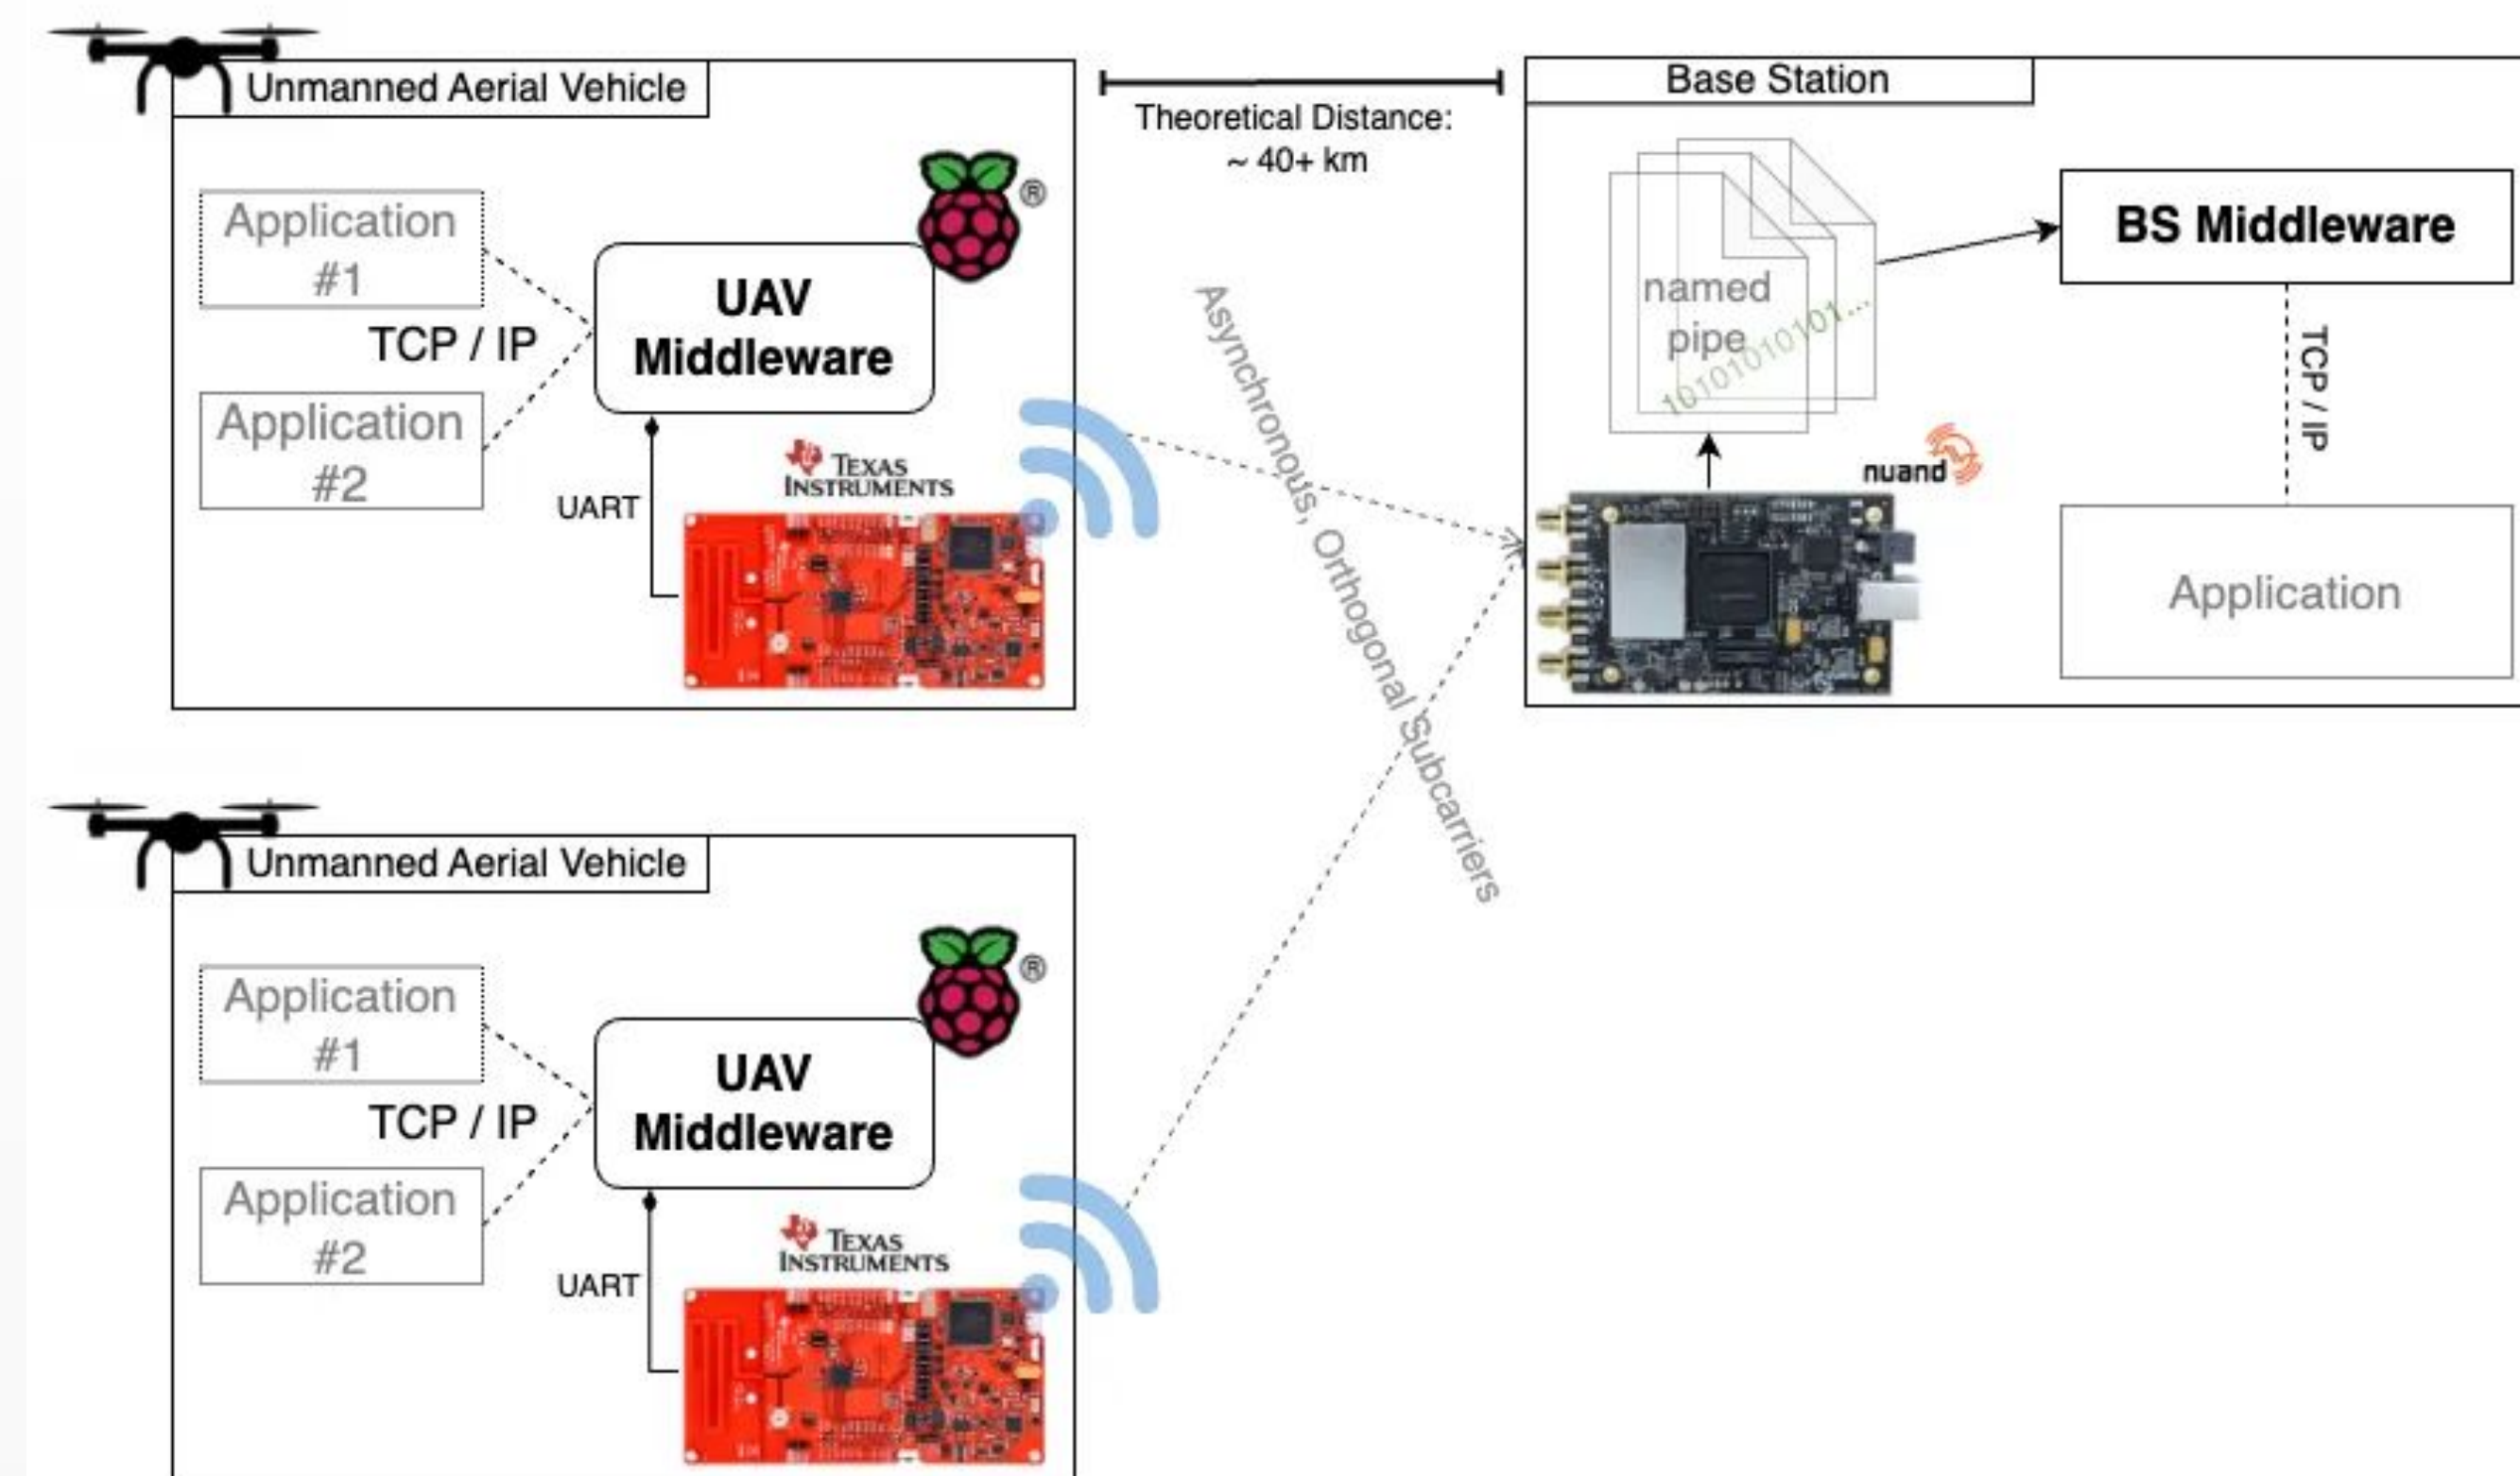 Unmanned Aerial Vehicle
Application
#1
TCP / IP
Application
#2
UAV
Middleware
®
UART
TEXAS
INSTRUMENTS
Theoretical Distance:
~ 40+ km
Asynchronous, Orthogonal Subcarriers
Base Station
named
pipe
10101010101...
BS Middleware
TCP / IP
nuand
Application
Unmanned Aerial Vehicle
Application
#1
TCP / IP
Application
#2
UAV
Middleware
®
UART
TEXAS
INSTRUMENTS